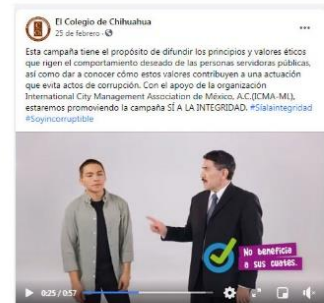 El Colegio de Chihuahua
25 de febrero ·
Esta campaña tiene el propósito de difundir los principios y valores éticos
que rigen el comportamiento deseado de las personas servidoras públicas,
así como dar a conocer cómo estos valores contribuyen a una actuación
que evita actos de corrupción. Con el apoyo de la organización
International City Management Association de México, A.C.(ICMA-ML),
estaremos promoviendo la campaña SÍ A LA INTEGRIDAD. #Síalaintegridad
#Soyincorruptible
No beneficia
a sus cuates.
0:25 / 0:57